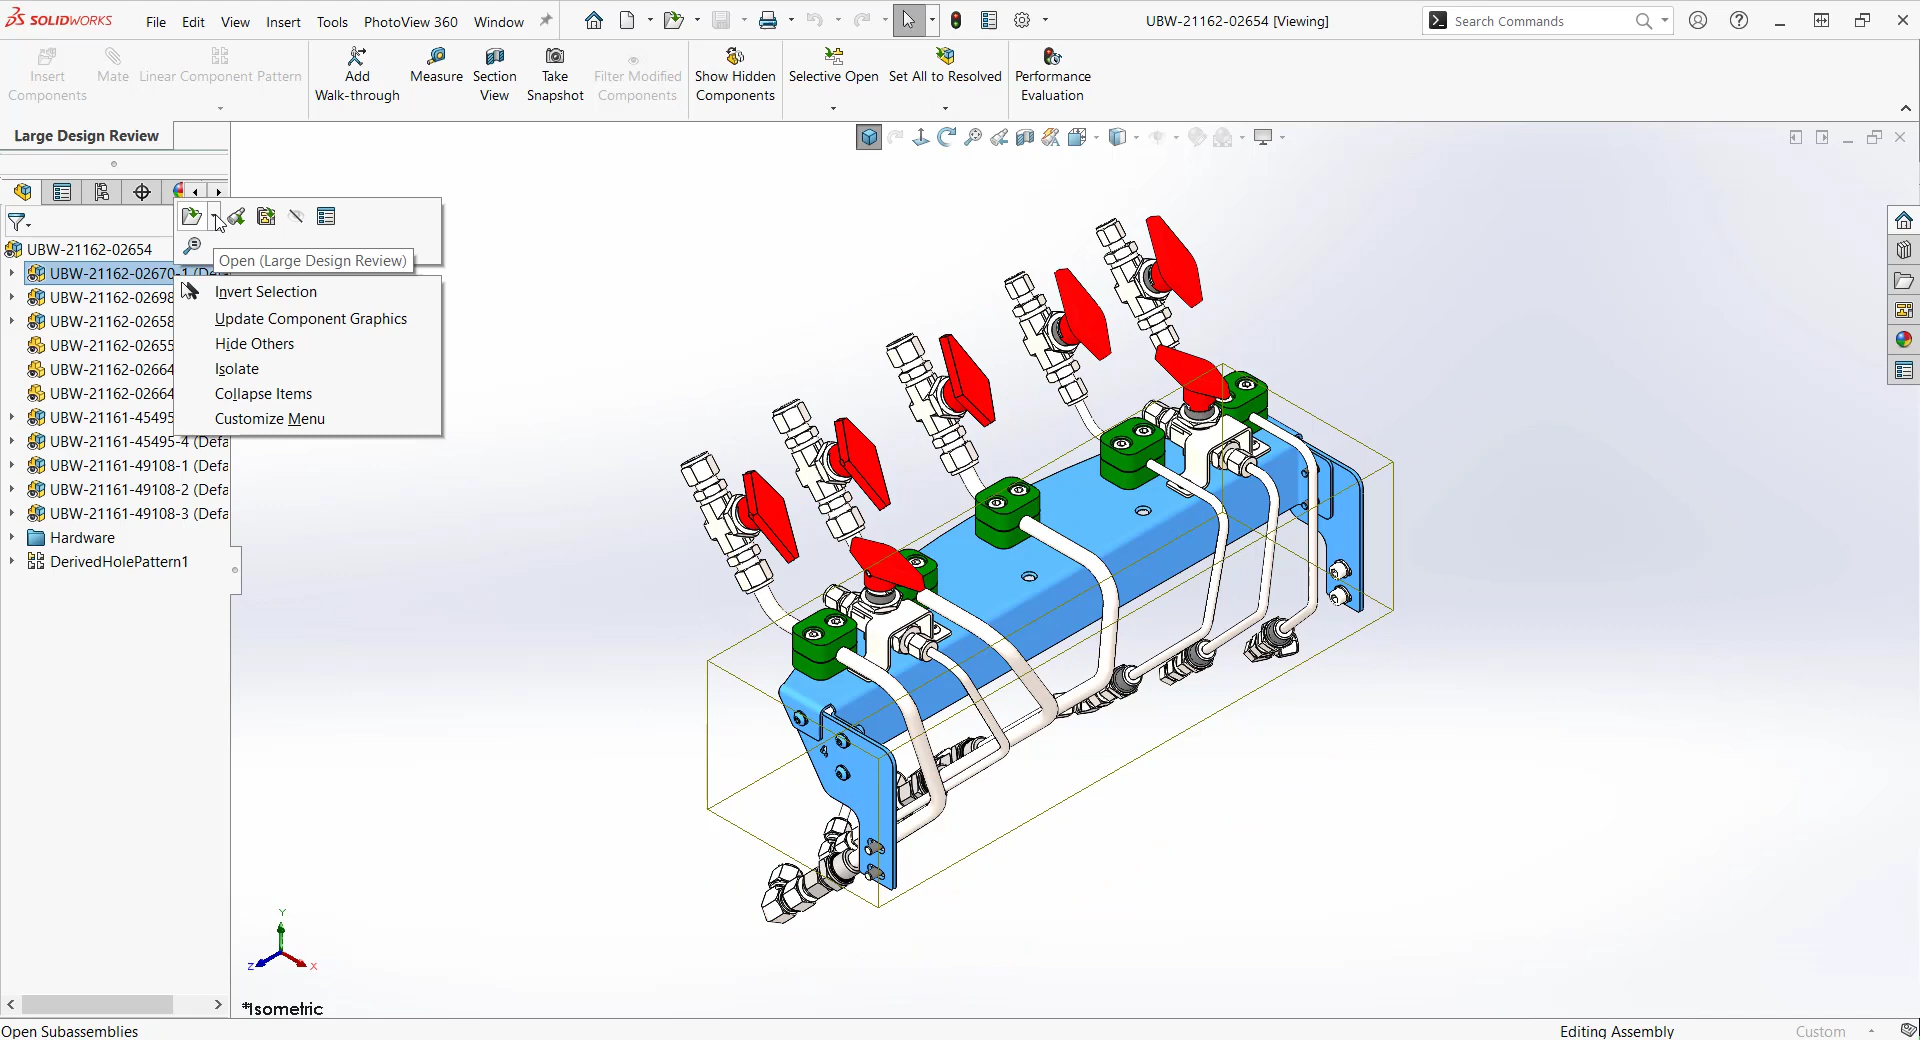 SOLIDWORKS File Edit View Insert Tools PhotoView 360 Window UBW-21162-02654 [Viewing] Search Commands
Insert Components
Mate
Linear Component Pattern
Add Walk-through
Measure
Section View
Take Snapshot
Filter Modified Components
Show Hidden Components
Selective Open
Set All to Resolved
Performance Evaluation
Large Design Review
UBW-21162-02654
Open (Large Design Review)
UBW-21162-02670-1 (Def
UBW-21162-02698
UBW-21162-02658
UBW-21162-02655
UBW-21162-02664
UBW-21162-02664
UBW-21161-45495
UBW-21161-45495-4 (Defa
UBW-21161-49108-1 (Defa
UBW-21161-49108-2 (Defa
UBW-21161-49108-3 (Defa
Hardware
DerivedHolePattern1
Invert Selection
Update Component Graphics
Hide Others
Isolate
Collapse Items
Customize Menu
Y
Z X
*Isometric
Open Subassemblies Editing Assembly Custom